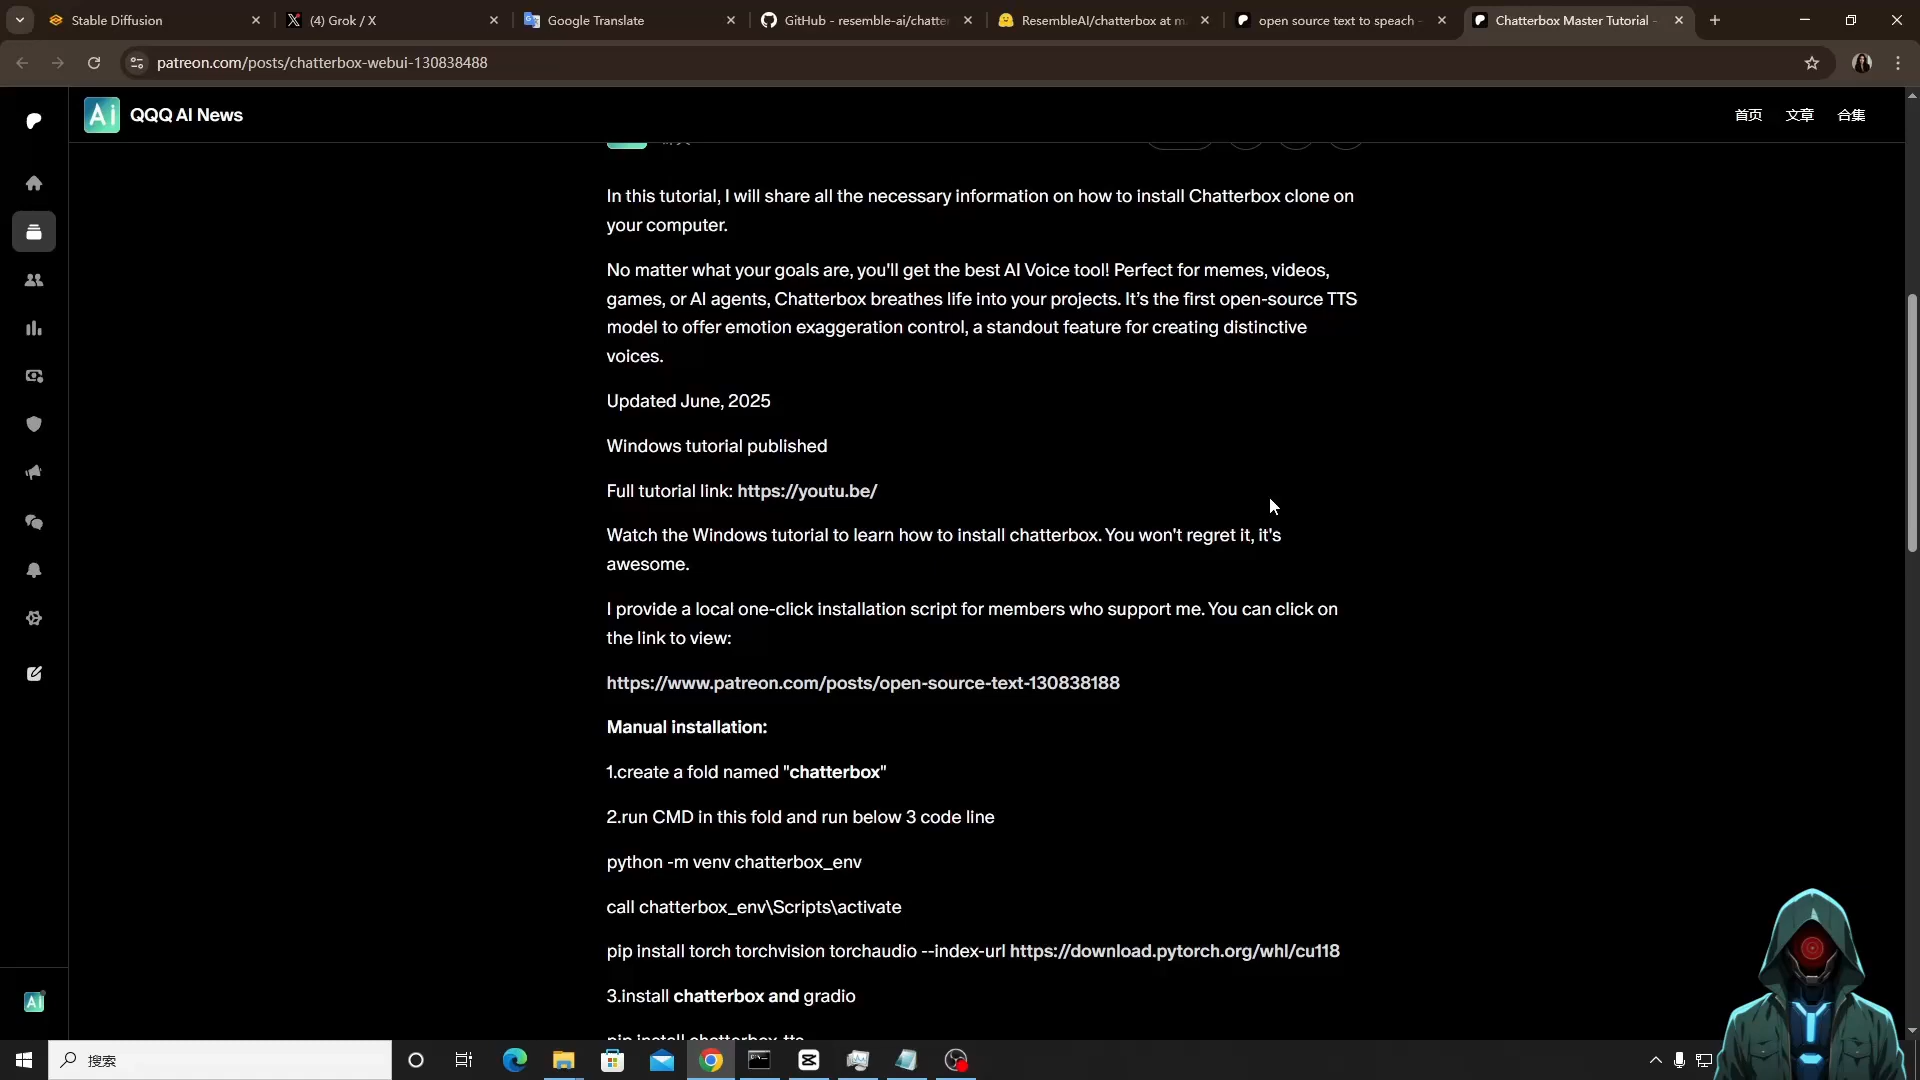 Stable Diffusion
(4) Grok / X
Google Translate
GitHub - resemble-ai/chatter
ResembleAI/chatterbox at m
open source text to speach -
Chatterbox Master Tutorial -
patreon.com/posts/chatterbox-webui-130838488
Ai QQQ AI News
首页 文章 合集
In this tutorial, I will share all the necessary information on how to install Chatterbox clone on
your computer.
No matter what your goals are, you'll get the best AI Voice tool! Perfect for memes, videos,
games, or AI agents, Chatterbox breathes life into your projects. It’s the first open-source TTS
model to offer emotion exaggeration control, a standout feature for creating distinctive
voices.
Updated June, 2025
Windows tutorial published
Full tutorial link: https://youtu.be/
Watch the Windows tutorial to learn how to install chatterbox. You won't regret it, it's
awesome.
I provide a local one-click installation script for members who support me. You can click on
the link to view:
https://www.patreon.com/posts/open-source-text-130838188
Manual installation:
1.create a fold named "chatterbox"
2.run CMD in this fold and run below 3 code line
python -m venv chatterbox_env
call chatterbox_env\Scripts\activate
pip install torch torchvision torchaudio --index-url https://download.pytorch.org/whl/cu118
3.install chatterbox and gradio
pip install chatterbox-tts
AI
搜索